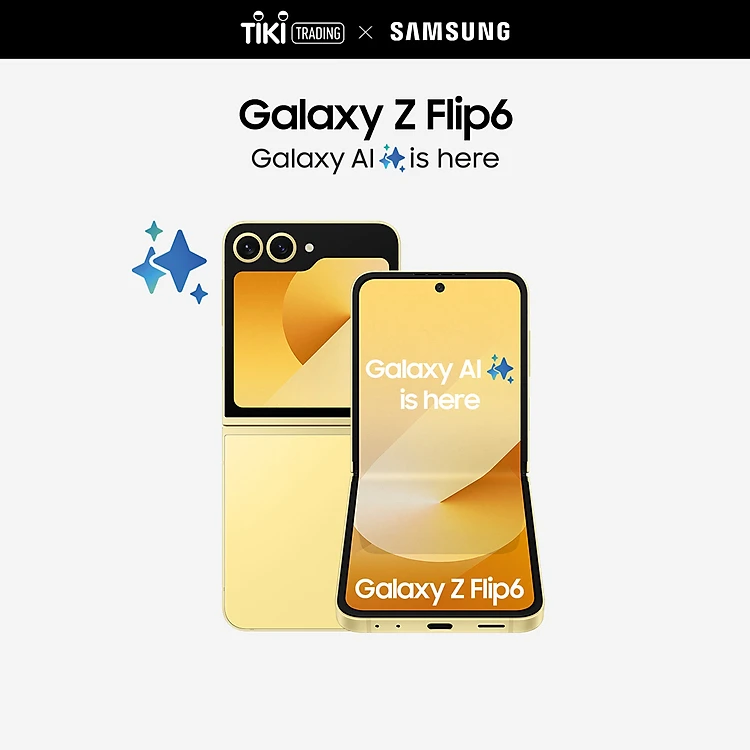 TiKi TRADING × SAMSUNG
Galaxy Z Flip6
Galaxy AI is here
Galaxy AI
is here
Galaxy Z Flip6